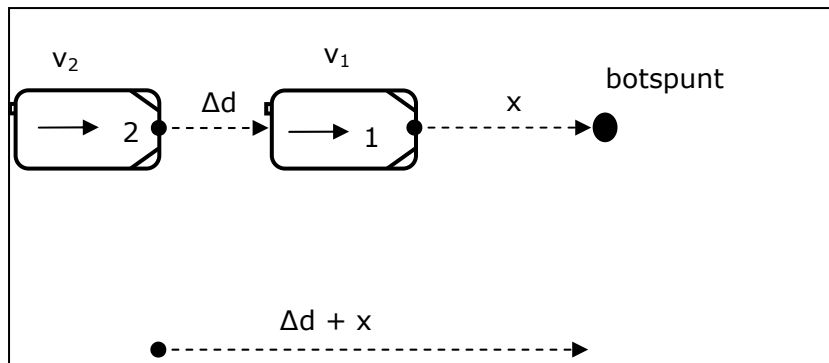 v₂ v₁
botspunt
Δd x
2 1
Δd + x